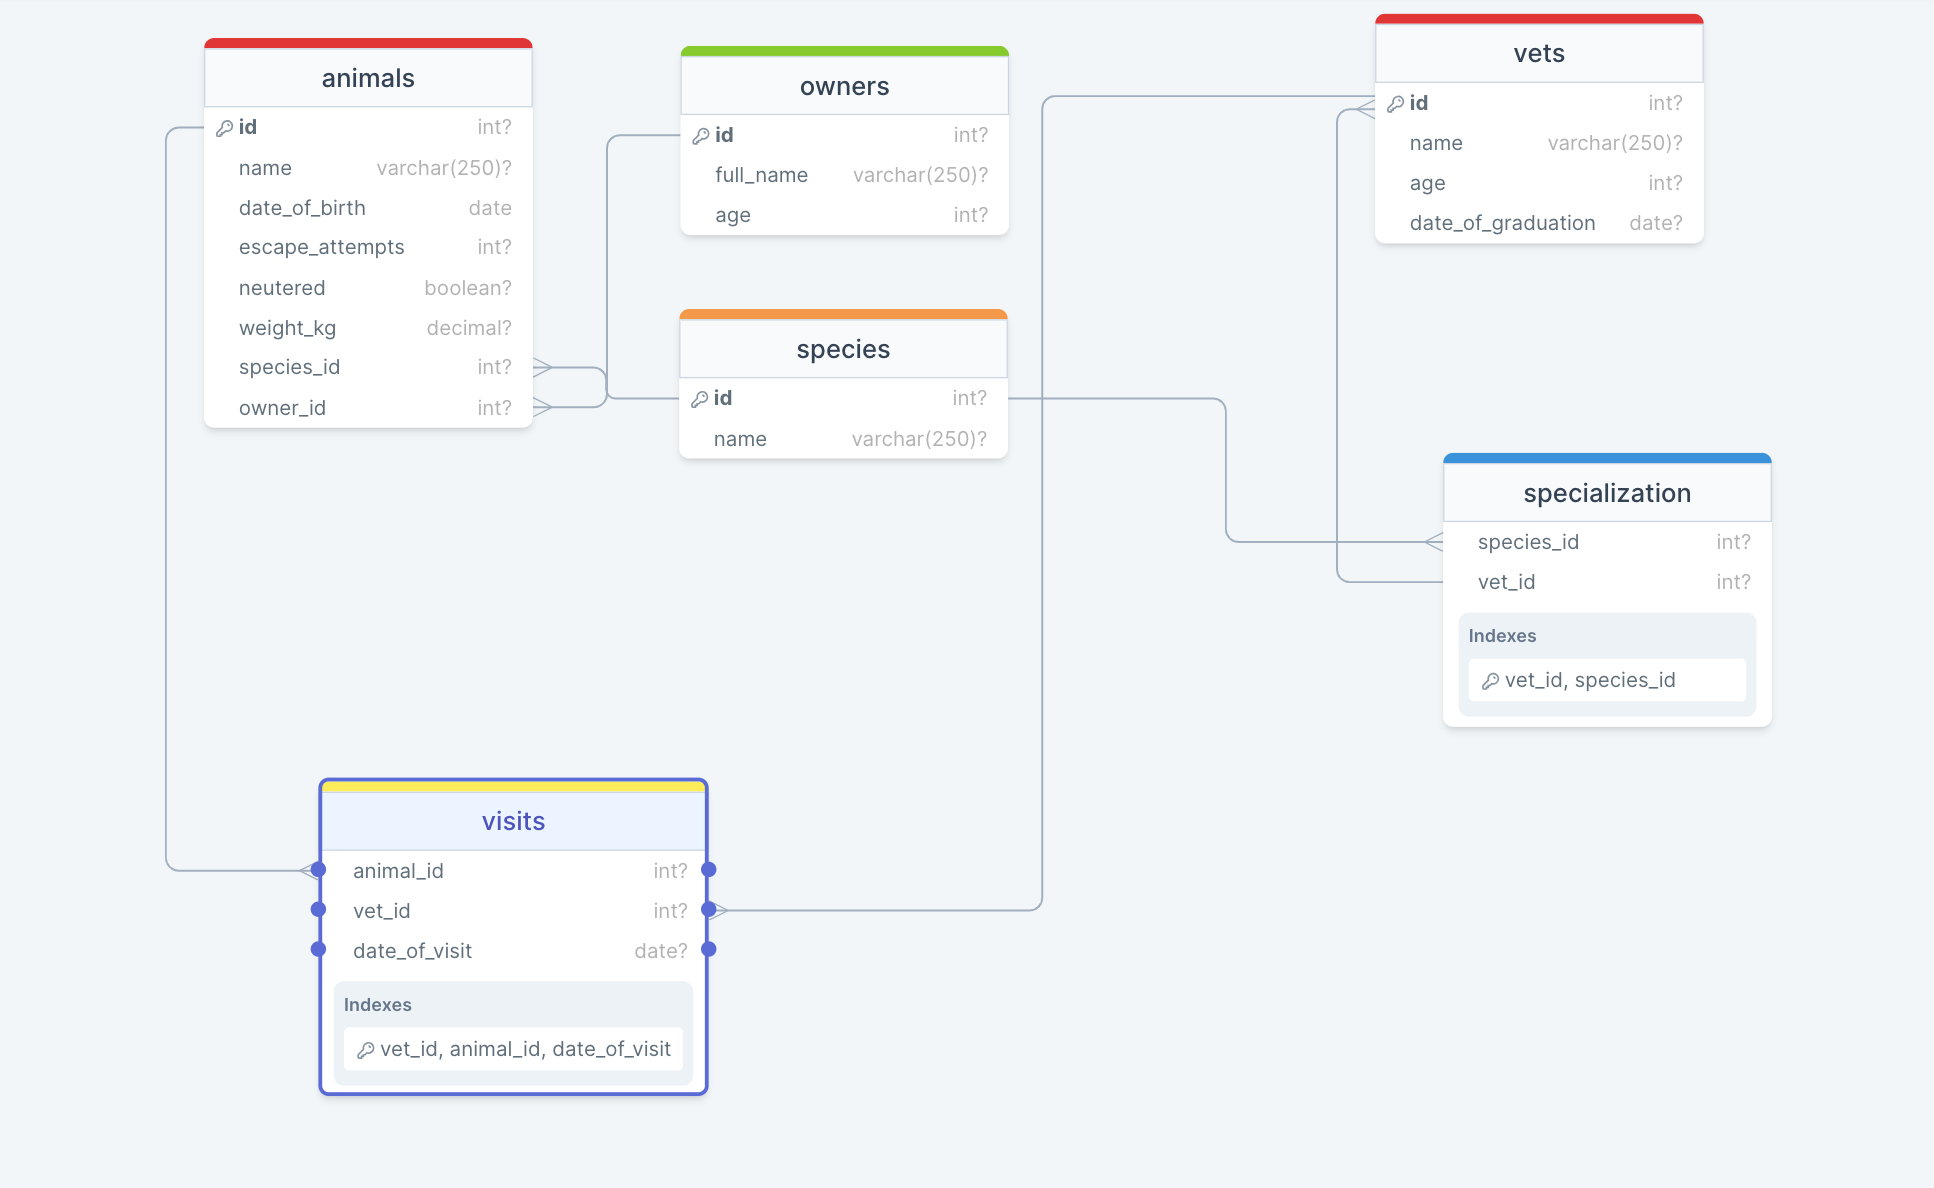 animals
id int?
name varchar(250)?
date_of_birth date
escape_attempts int?
neutered boolean?
weight_kg decimal?
species_id int?
owner_id int?
owners
id int?
full_name varchar(250)?
age int?
species
id int?
name varchar(250)?
vets
id int?
name varchar(250)?
age int?
date_of_graduation date?
specialization
species_id int?
vet_id int?
Indexes
vet_id, species_id
visits
animal_id int?
vet_id int?
date_of_visit date?
Indexes
vet_id, animal_id, date_of_visit